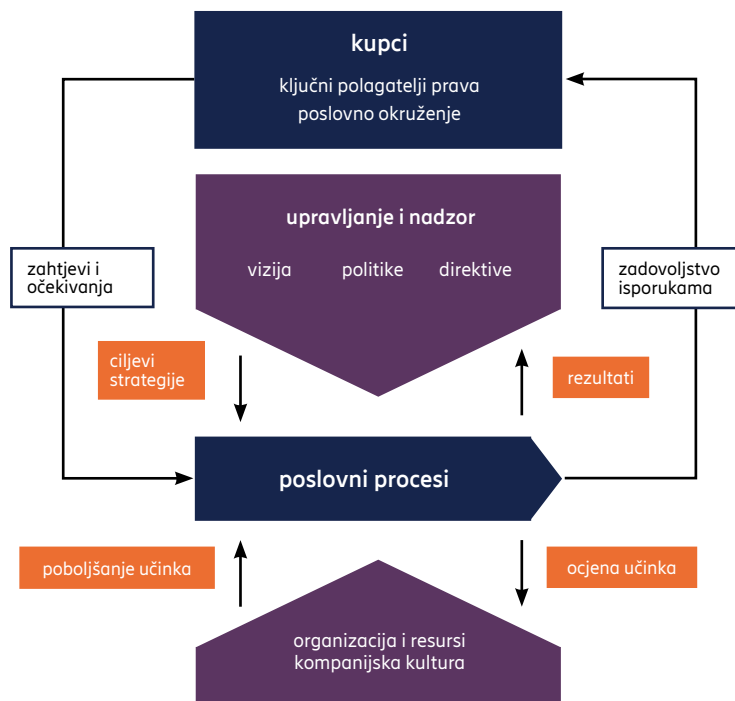 kupci
ključni polagatelji prava
poslovno okruženje
upravljanje i nadzor
vizija politike direktive
zahtjevi i
očekivanja
zadovoljstvo
isporukama
ciljevi
strategije
rezultati
poslovni procesi
poboljšanje učinka
ocjena učinka
organizacija i resursi
kompanijska kultura